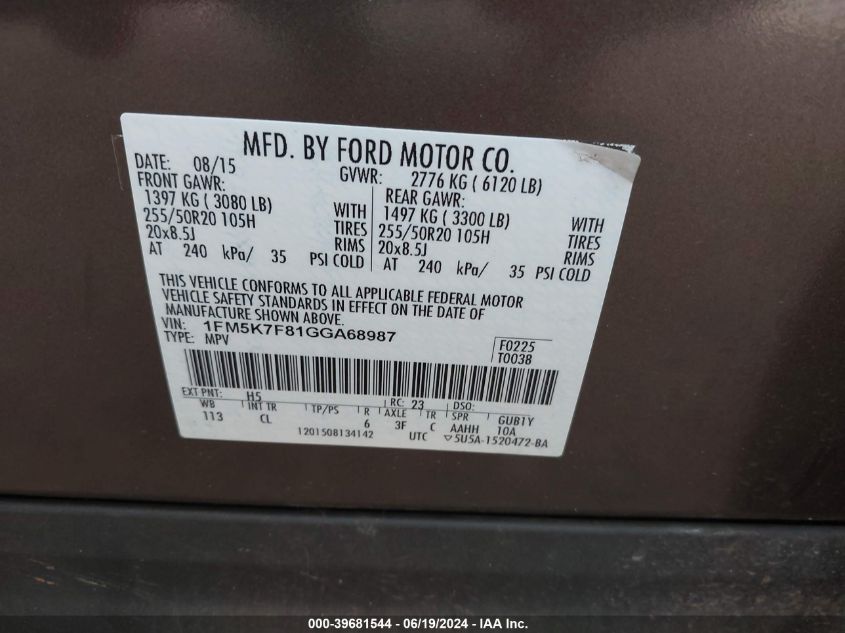 MFD. BY FORD MOTOR CO.
DATE: 08/15 GVWR: 2776 KG ( 6120 LB)
FRONT GAWR: REAR GAWR:
1397 KG ( 3080 LB) WITH 1497 KG ( 3300 LB) WITH
255/50R20 105H TIRES 255/50R20 105H TIRES
20x8.5J RIMS 20x8.5J RIMS
AT 240 kPa/ 35 PSI COLD AT 240 kPa/ 35 PSI COLD
THIS VEHICLE CONFORMS TO ALL APPLICABLE FEDERAL MOTOR
VEHICLE SAFETY STANDARDS IN EFFECT ON THE DATE OF
MANUFACTURE SHOWN ABOVE.
VIN: 1FM5K7F81GGA68987
TYPE: MPV
F0225
T0038
EXT PNT: H5 RC: 23 DSO:
WB INT TR TP/PS R AXLE TR SPR GUB1Y
113 CL 6 3F C AAHH 10A
1201508134142 UTC ▽5U5A-1520472-BA
000-39681544 - 06/19/2024 - IAA Inc.